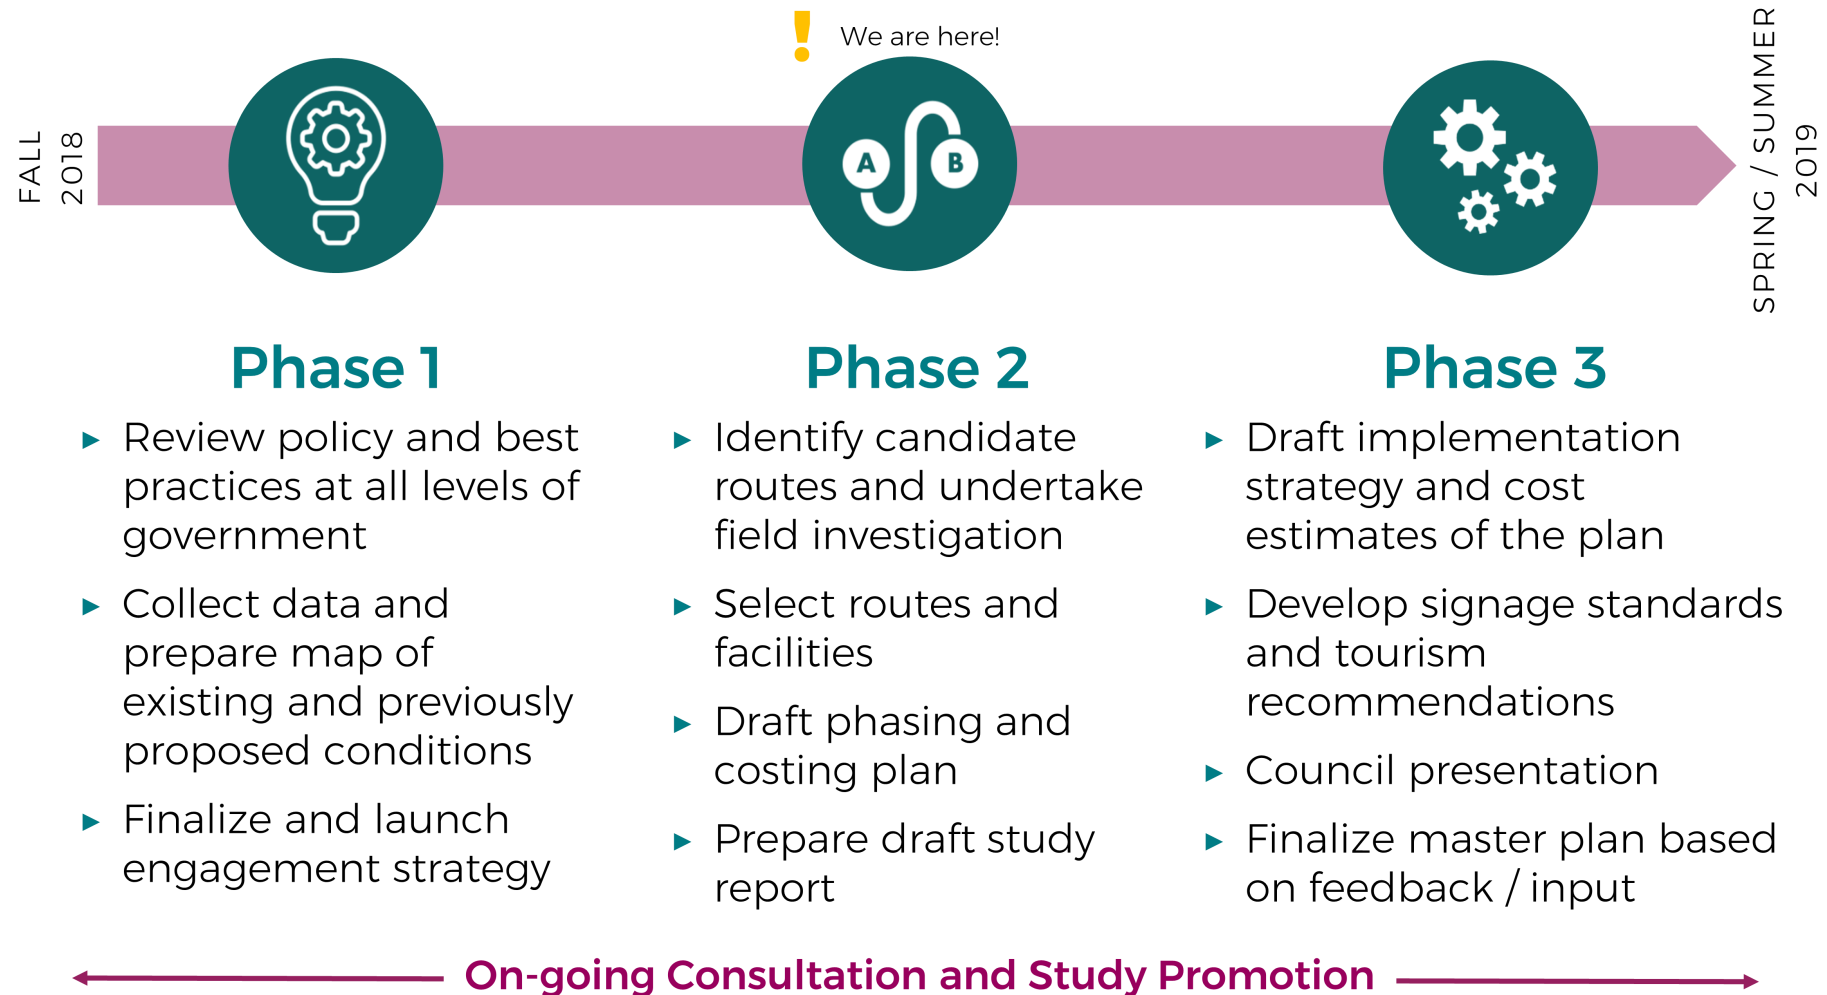 We are here!
FALL
2018
A
B
SPRING / SUMMER
2019
Phase 1
► Review policy and best
practices at all levels of
government
► Collect data and
prepare map of
existing and previously
proposed conditions
► Finalize and launch
engagement strategy
Phase 2
► Identify candidate
routes and undertake
field investigation
► Select routes and
facilities
► Draft phasing and
costing plan
► Prepare draft study
report
Phase 3
► Draft implementation
strategy and cost
estimates of the plan
► Develop signage standards
and tourism
recommendations
► Council presentation
► Finalize master plan based
on feedback / input
On-going Consultation and Study Promotion